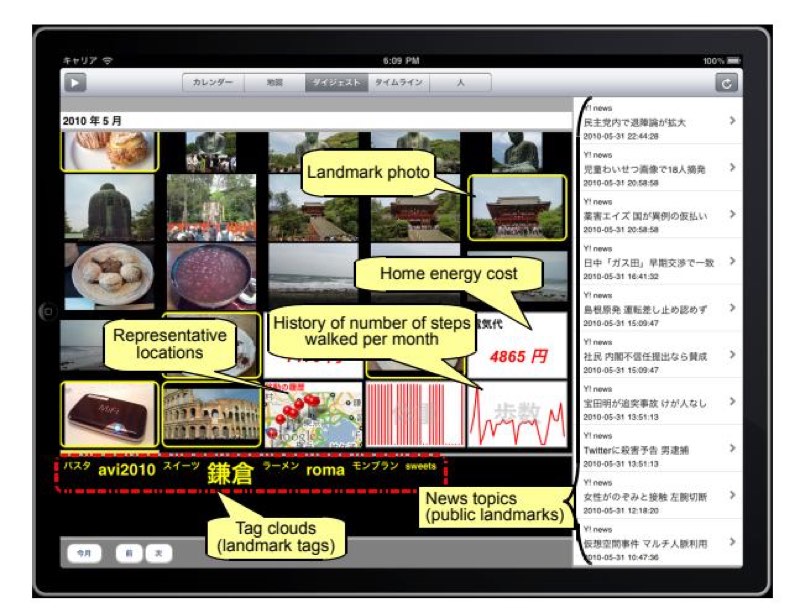 キャリア 6:09 PM 100%
カレンダー 地図 ダイジェスト タイムライン 人
2010 年 5 月
Landmark photo
Home energy cost
Representative
locations
History of number of steps
walked per month
電気代
4865 円
移動の履歴
歩数
MiFi
パスタ avi2010 スイーツ 鎌倉 ラーメン roma モンブラン sweets
Tag clouds
(landmark tags)
News topics
(public landmarks)
今月 前 次
Y! news
民主党内で退陣論が拡大
2010-05-31 22:44:28
Y! news
児童わいせつ画像で18人摘発
2010-05-31 20:58:58
Y! news
薬害エイズ 国が異例の仮払い
2010-05-31 20:58:58
Y! news
日中「ガス田」早期交渉で一致
2010-05-31 16:41:32
Y! news
島根原発 運転差し止め認めず
2010-05-31 15:09:47
Y! news
社民 内閣不信任提出なら賛成
2010-05-31 15:09:47
Y! news
宝田明が追突事故 けが人なし
2010-05-31 13:51:13
Y! news
Twitterに殺害予告 男逮捕
2010-05-31 13:51:13
Y! news
女性がのぞみと接触 左腕切断
2010-05-31 12:18:20
Y! news
仮想空間事件 マルチ人脈利用
2010-05-31 10:47:36